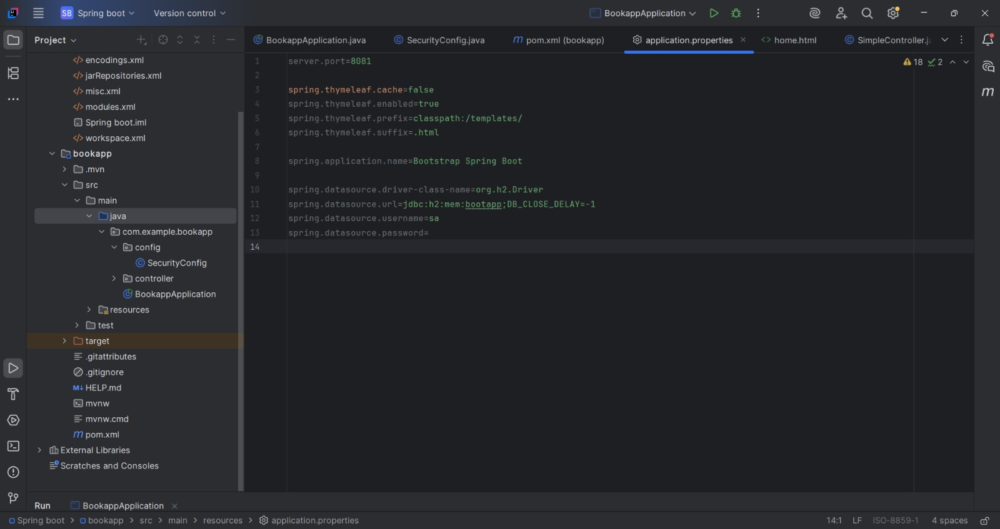 SB Spring boot Version control BookappApplication
Project
BookappApplication.java SecurityConfig.java m pom.xml (bookapp) application.properties <> home.html SimpleController.j
</> encodings.xml
</> jarRepositories.xml
</> misc.xml
</> modules.xml
Spring boot.iml
</> workspace.xml
bookapp
.mvn
src
main
java
com.example.bookapp
config
SecurityConfig
controller
BookappApplication
resources
test
target
.gitattributes
.gitignore
M↓ HELP.md
mvnw
mvnw.cmd
m pom.xml
External Libraries
Scratches and Consoles
18 2
1 server.port=8081
2
3 spring.thymeleaf.cache=false
4 spring.thymeleaf.enabled=true
5 spring.thymeleaf.prefix=classpath:/templates/
6 spring.thymeleaf.suffix=.html
7
8 spring.application.name=Bootstrap Spring Boot
9
10 spring.datasource.driver-class-name=org.h2.Driver
11 spring.datasource.url=jdbc:h2:mem:bootapp;DB_CLOSE_DELAY=-1
12 spring.datasource.username=sa
13 spring.datasource.password=
14
m
Run BookappApplication
Spring boot > bookapp > src > main > resources > application.properties 14:1 LF ISO-8859-1 4 spaces